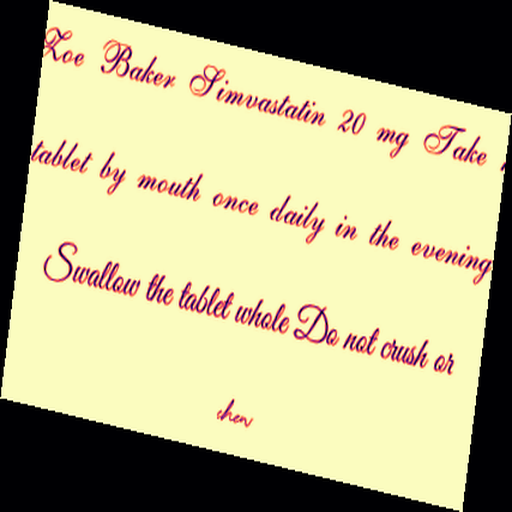 Zoe Baker Simvastatin 20 mg Take
tablet by mouth once daily in the evening
Swallow the tablet whole Do not crush or
chew